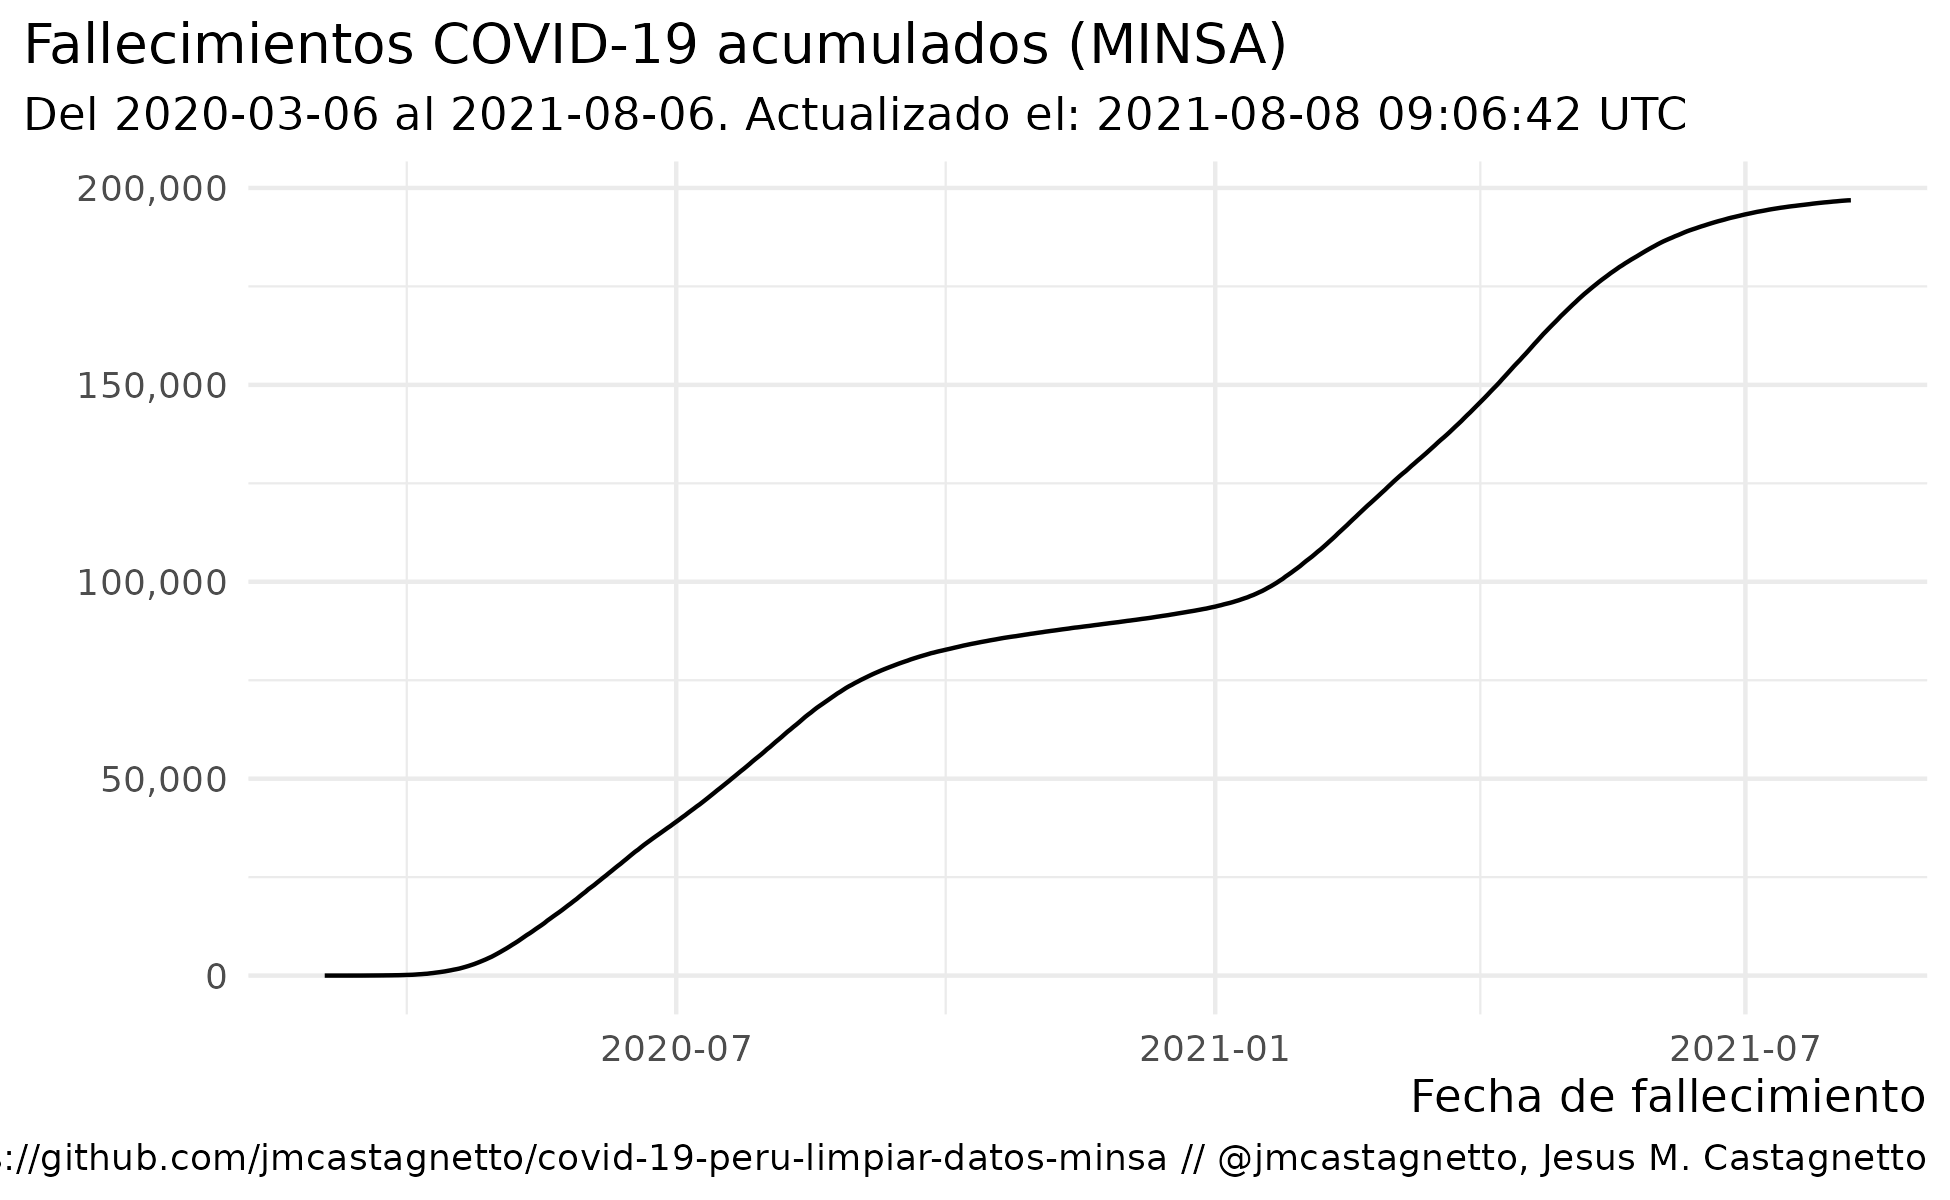 Fallecimientos COVID-19 acumulados (MINSA)
Del 2020-03-06 al 2021-08-06. Actualizado el: 2021-08-08 09:06:42 UTC
200,000
150,000
100,000
50,000
0
2020-07 2021-01 2021-07
Fecha de fallecimiento
://github.com/jmcastagnetto/covid-19-peru-limpiar-datos-minsa // @jmcastagnetto, Jesus M. Castagnetto